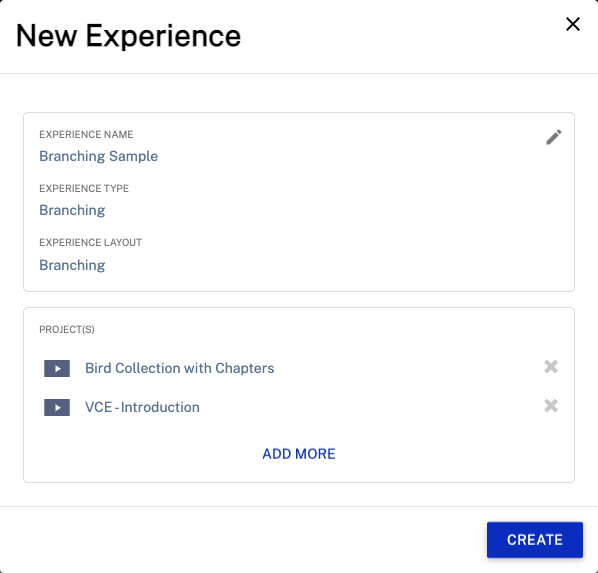 New Experience
EXPERIENCE NAME
Branching Sample
EXPERIENCE TYPE
Branching
EXPERIENCE LAYOUT
Branching
PROJECT(S)
Bird Collection with Chapters
VCE - Introduction
ADD MORE
CREATE